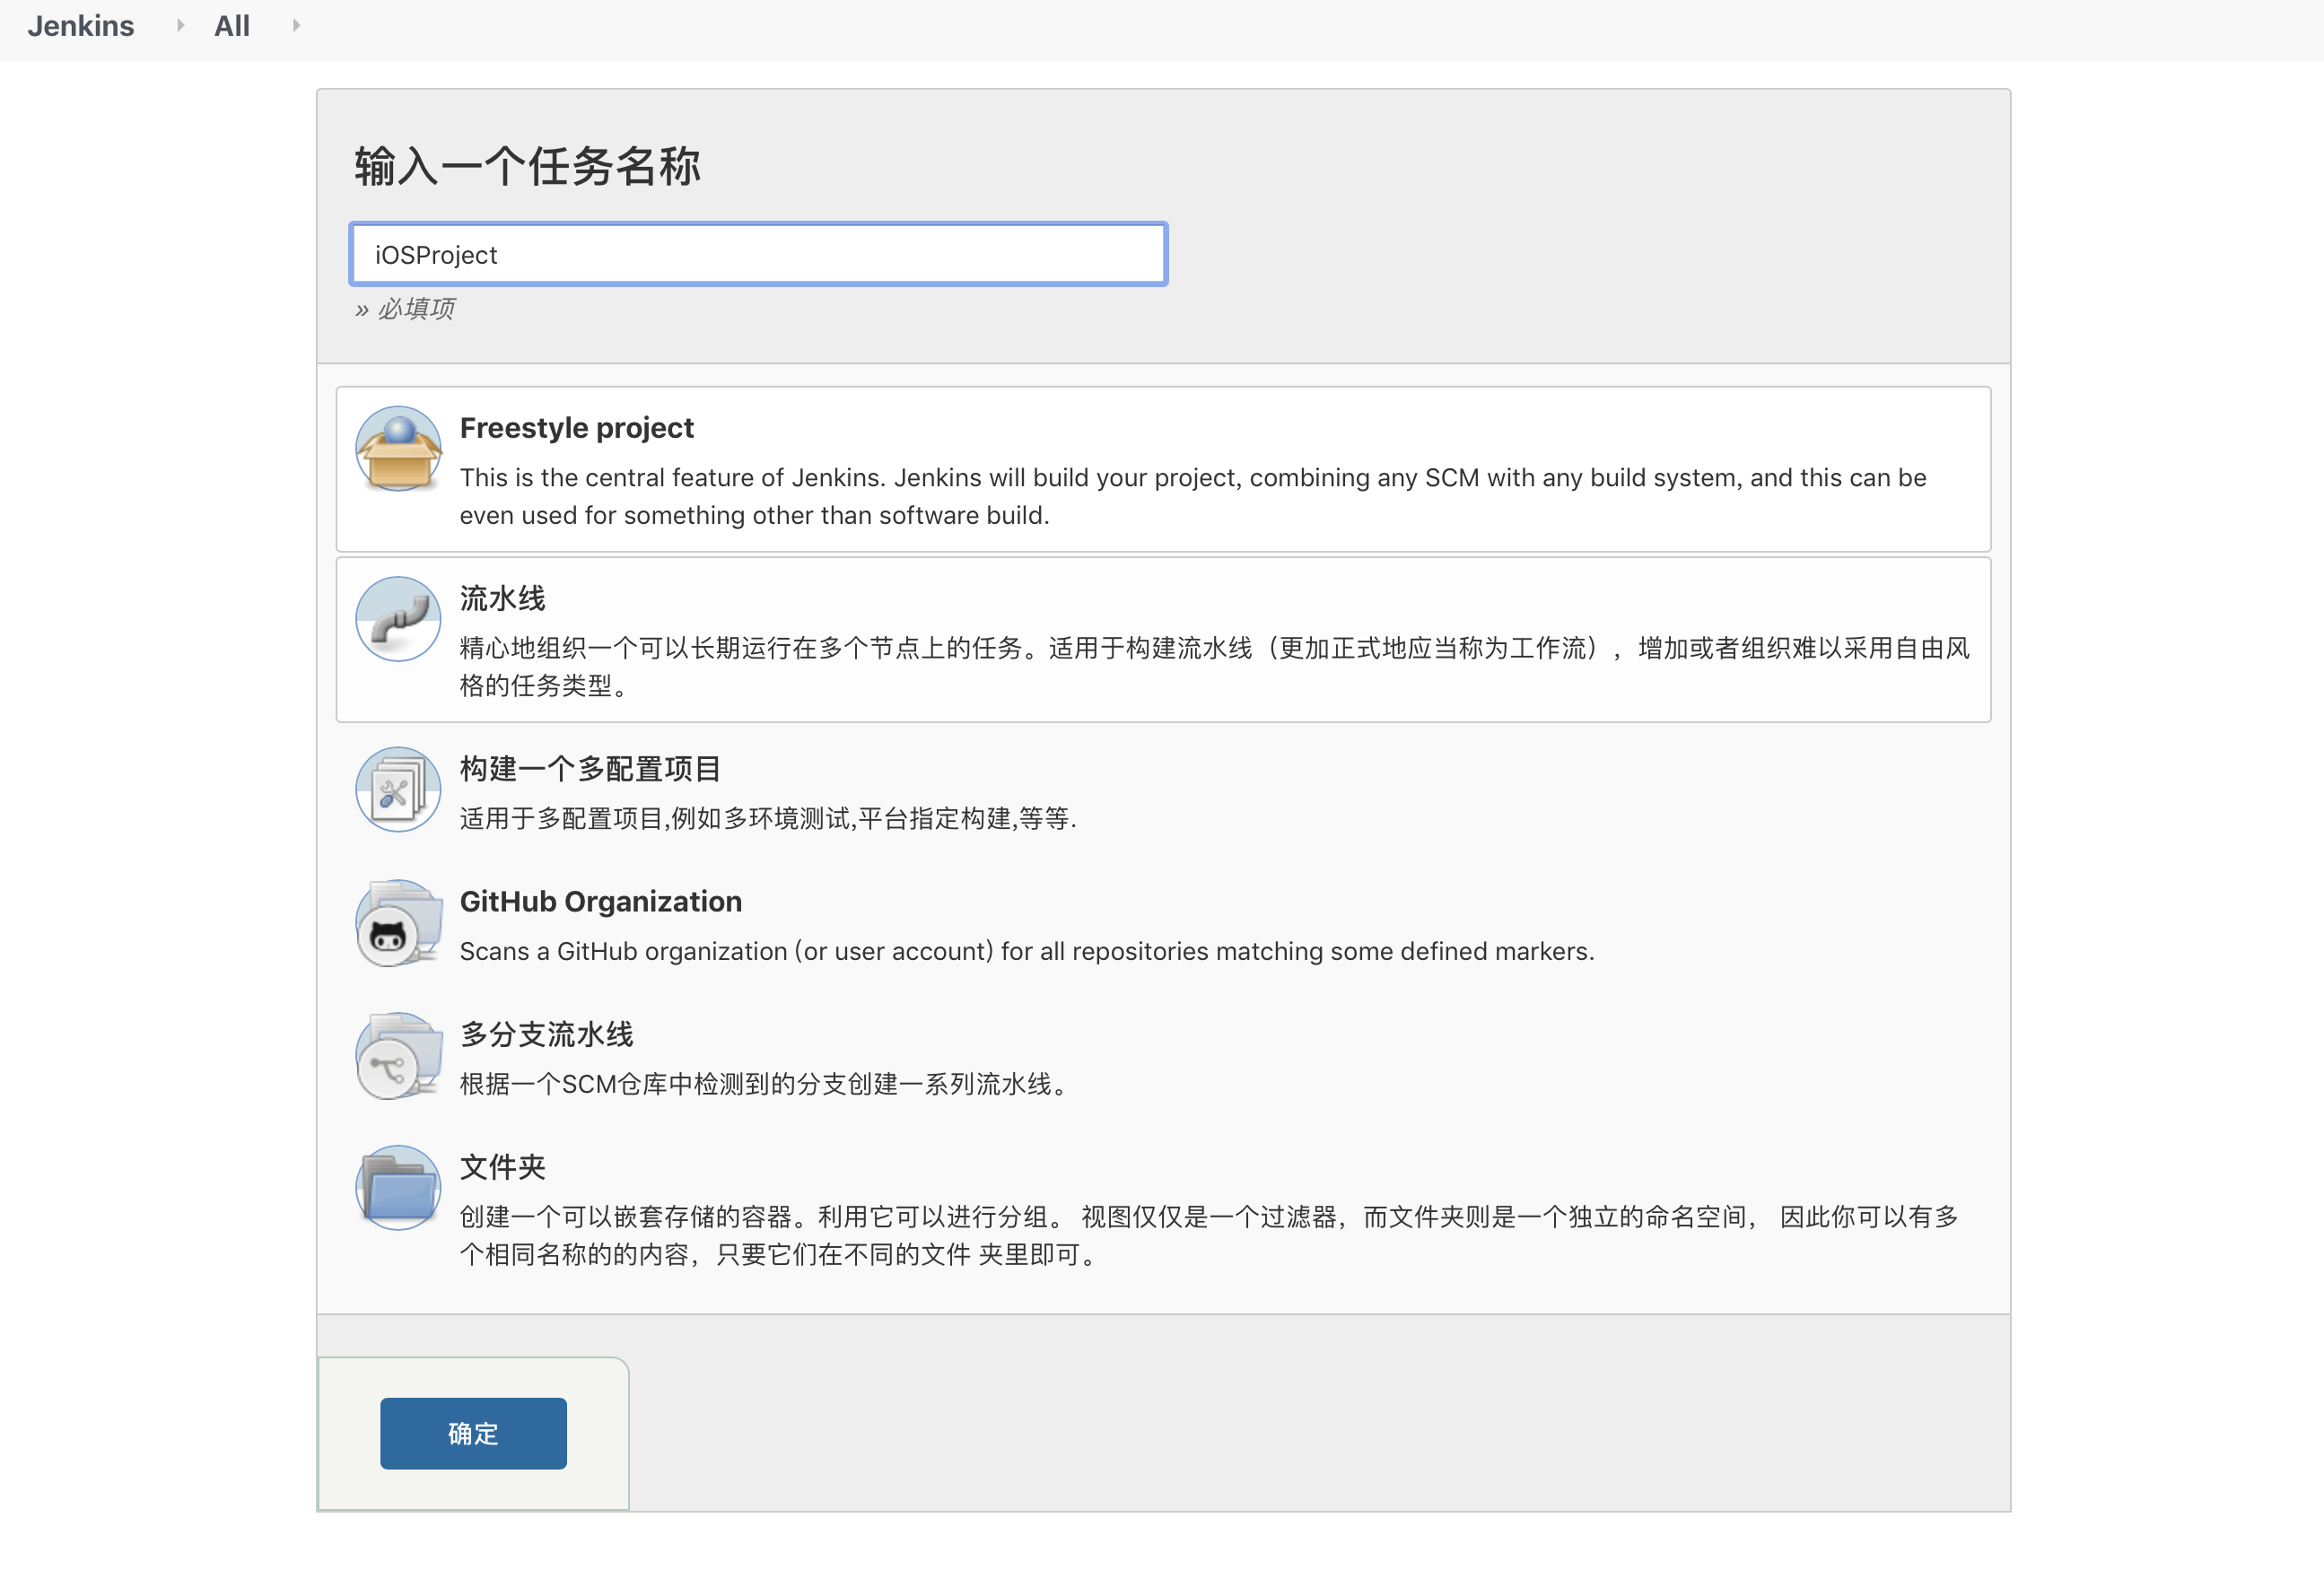 Jenkins All
输入一个任务名称
iOSProject
» 必填项
Freestyle project
This is the central feature of Jenkins. Jenkins will build your project, combining any SCM with any build system, and this can be
even used for something other than software build.
流水线
精心地组织一个可以长期运行在多个节点上的任务。适用于构建流水线（更加正式地应当称为工作流），增加或者组织难以采用自由风
格的任务类型。
构建一个多配置项目
适用于多配置项目,例如多环境测试,平台指定构建,等等.
GitHub Organization
Scans a GitHub organization (or user account) for all repositories matching some defined markers.
多分支流水线
根据一个SCM仓库中检测到的分支创建一系列流水线。
文件夹
创建一个可以嵌套存储的容器。利用它可以进行分组。 视图仅仅是一个过滤器，而文件夹则是一个独立的命名空间， 因此你可以有多
个相同名称的的内容，只要它们在不同的文件 夹里即可。
确定